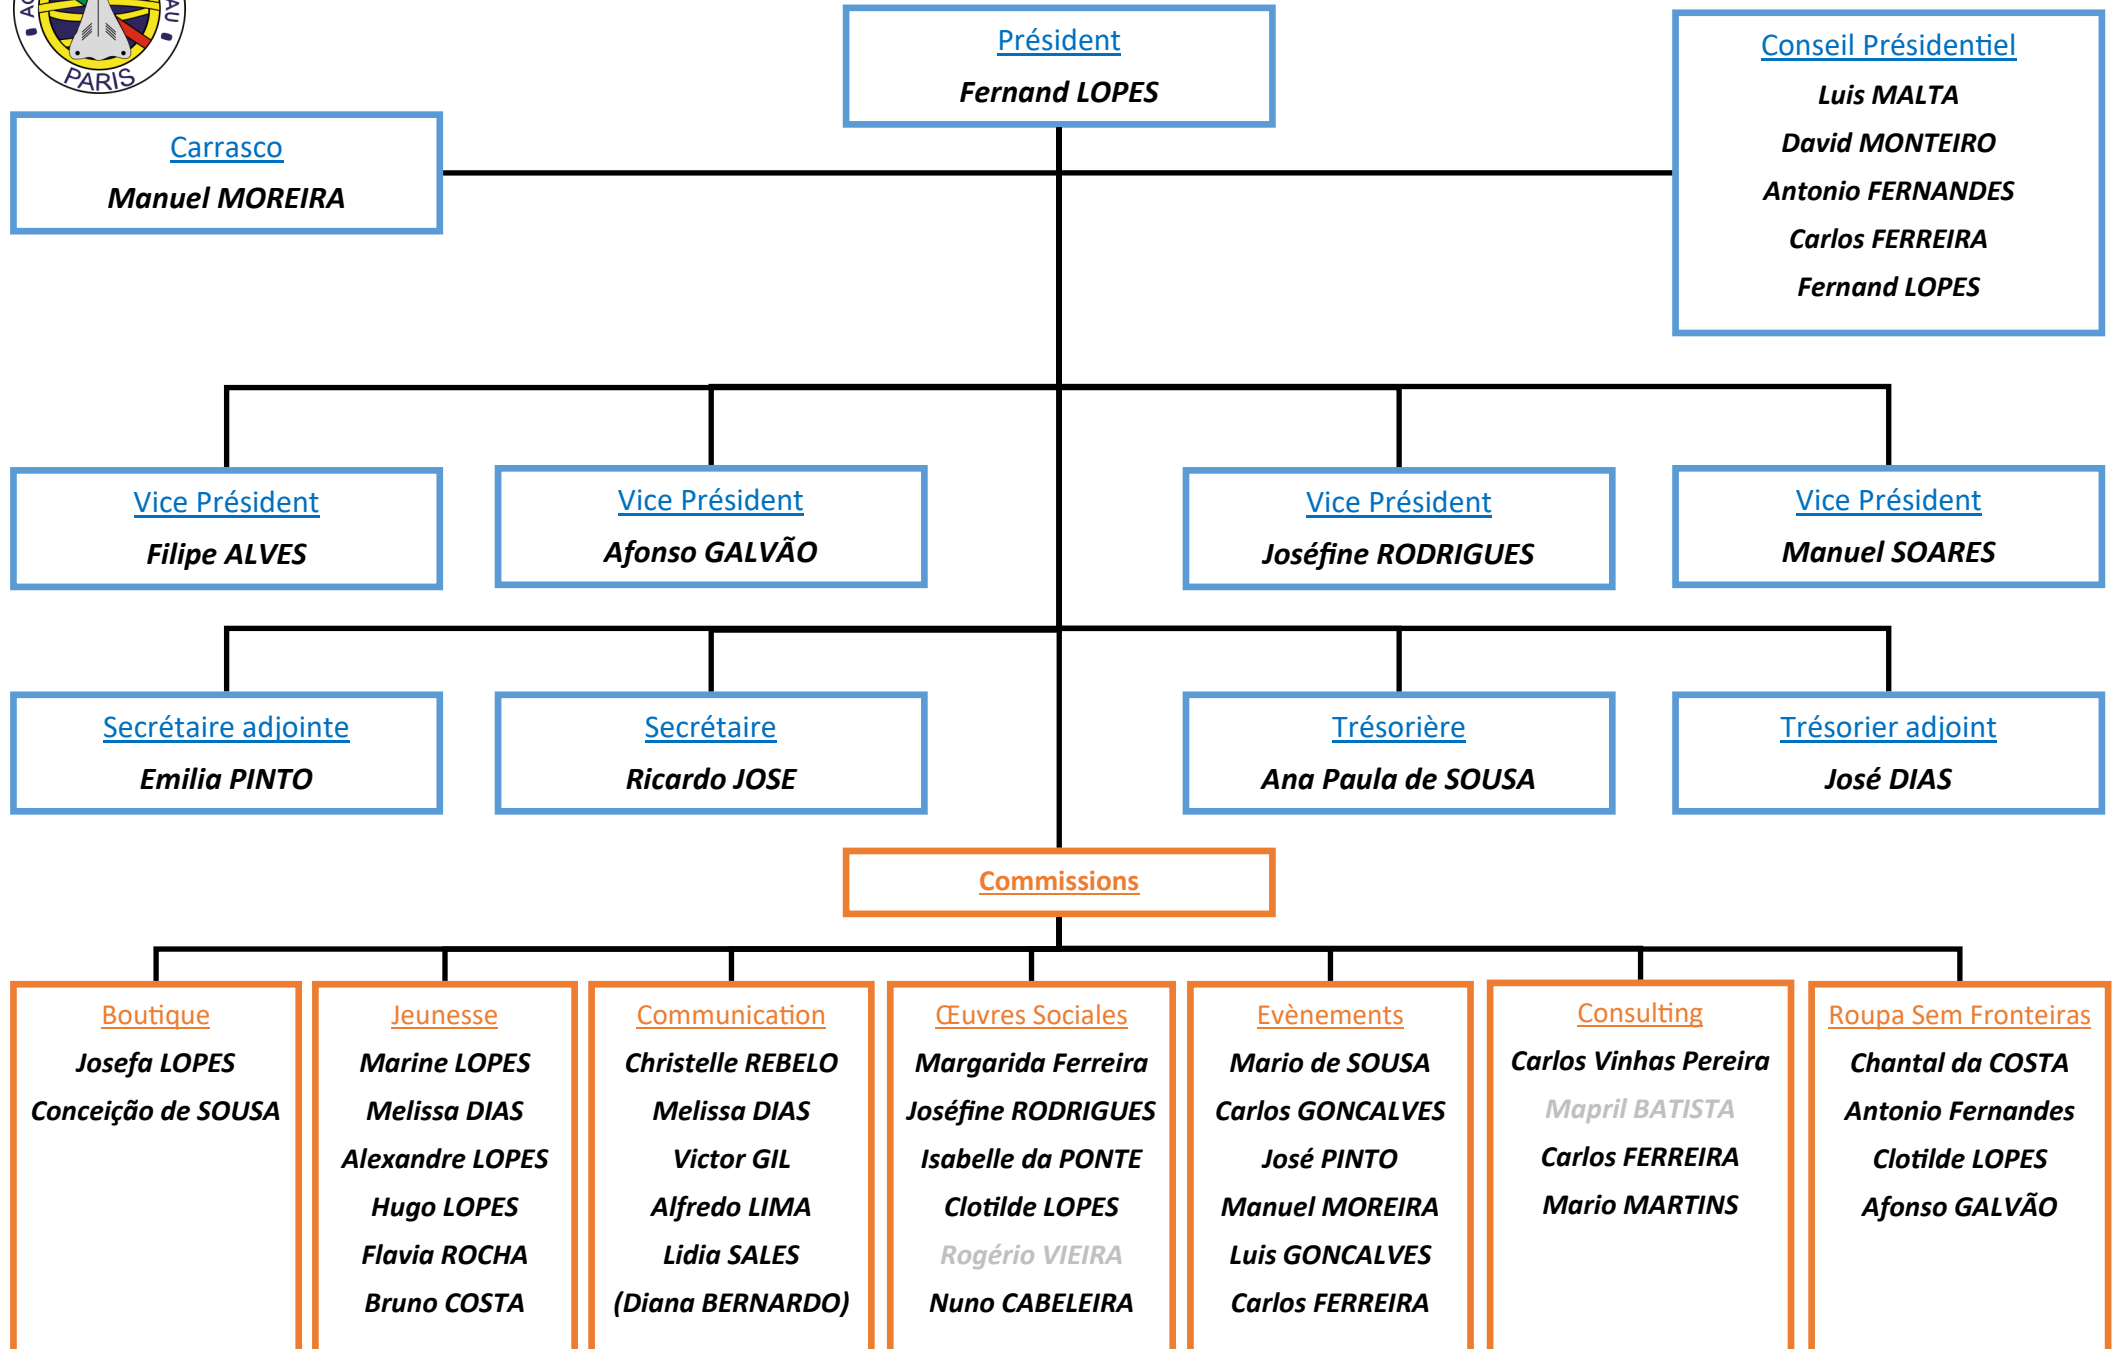 PARIS
Président
Fernand LOPES
Conseil Présidentiel
Luis MALTA
David MONTEIRO
Antonio FERNANDES
Carlos FERREIRA
Fernand LOPES
Carrasco
Manuel MOREIRA
Vice Président
Filipe ALVES
Vice Président
Afonso GALVÃO
Vice Président
Joséfine RODRIGUES
Vice Président
Manuel SOARES
Secrétaire adjointe
Emilia PINTO
Secrétaire
Ricardo JOSE
Trésorière
Ana Paula de SOUSA
Trésorier adjoint
José DIAS
Commissions
Boutique
Josefa LOPES
Conceição de SOUSA
Jeunesse
Marine LOPES
Melissa DIAS
Alexandre LOPES
Hugo LOPES
Flavia ROCHA
Bruno COSTA
Communication
Christelle REBELO
Melissa DIAS
Victor GIL
Alfredo LIMA
Lidia SALES
(Diana BERNARDO)
Œuvres Sociales
Margarida Ferreira
Joséfine RODRIGUES
Isabelle da PONTE
Clotilde LOPES
Rogério VIEIRA
Nuno CABELEIRA
Evènements
Mario de SOUSA
Carlos GONCALVES
José PINTO
Manuel MOREIRA
Luis GONCALVES
Carlos FERREIRA
Consulting
Carlos Vinhas Pereira
Mapril BATISTA
Carlos FERREIRA
Mario MARTINS
Roupa Sem Fronteiras
Chantal da COSTA
Antonio Fernandes
Clotilde LOPES
Afonso GALVÃO